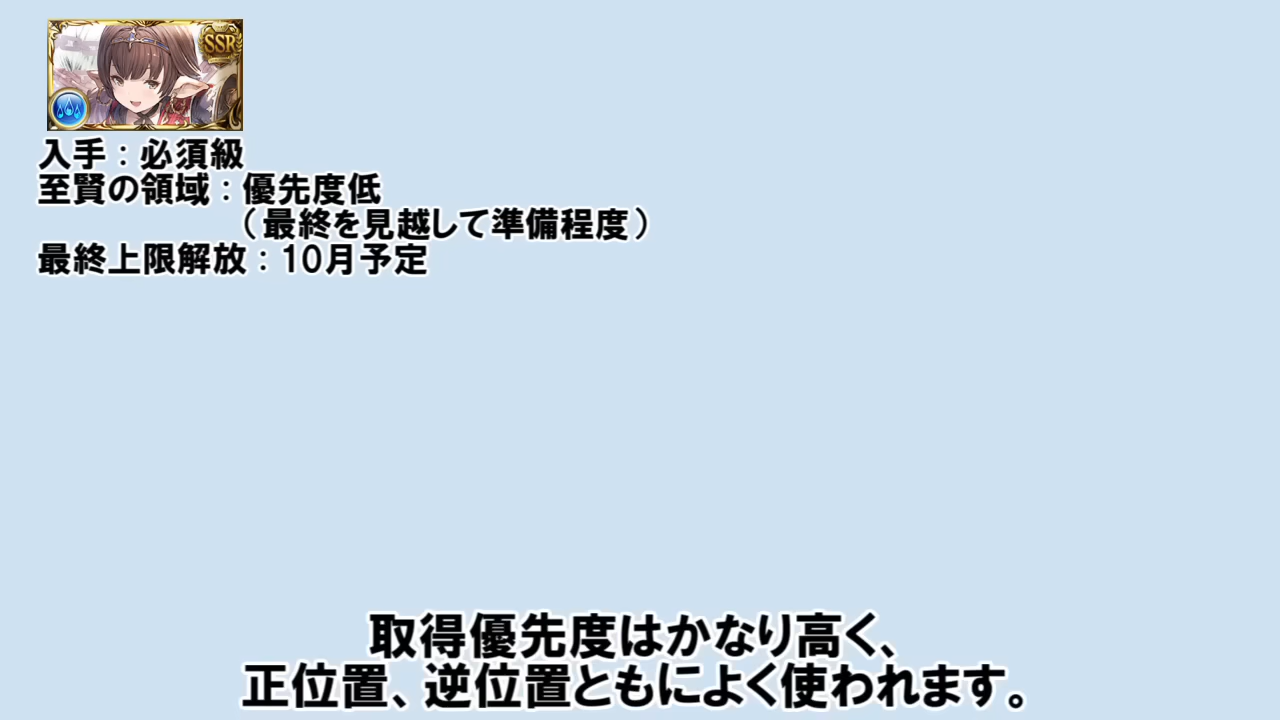 SSR
入手：必須級
至賢の領域：優先度低
（最終を見越して準備程度）
最終上限解放：10月予定
取得優先度はかなり高く、
正位置、逆位置ともによく使われます。